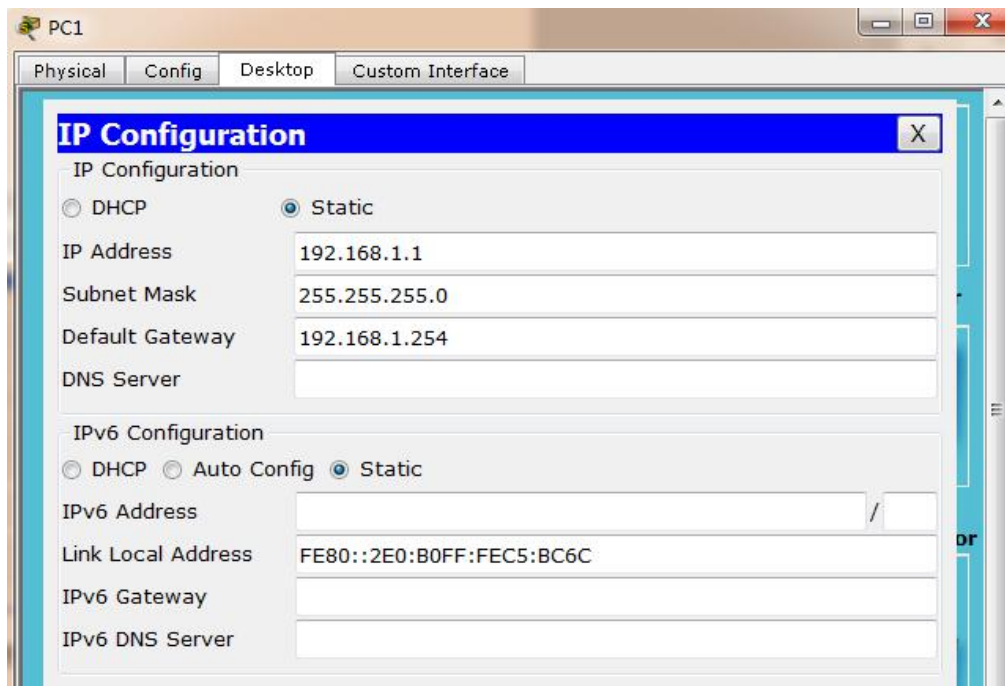 PC1
Physical Config Desktop Custom Interface
IP Configuration X
IP Configuration
DHCP Static
IP Address 192.168.1.1
Subnet Mask 255.255.255.0
Default Gateway 192.168.1.254
DNS Server
IPv6 Configuration
DHCP Auto Config Static
IPv6 Address /
Link Local Address FE80::2E0:B0FF:FEC5:BC6C
or
IPv6 Gateway
IPv6 DNS Server